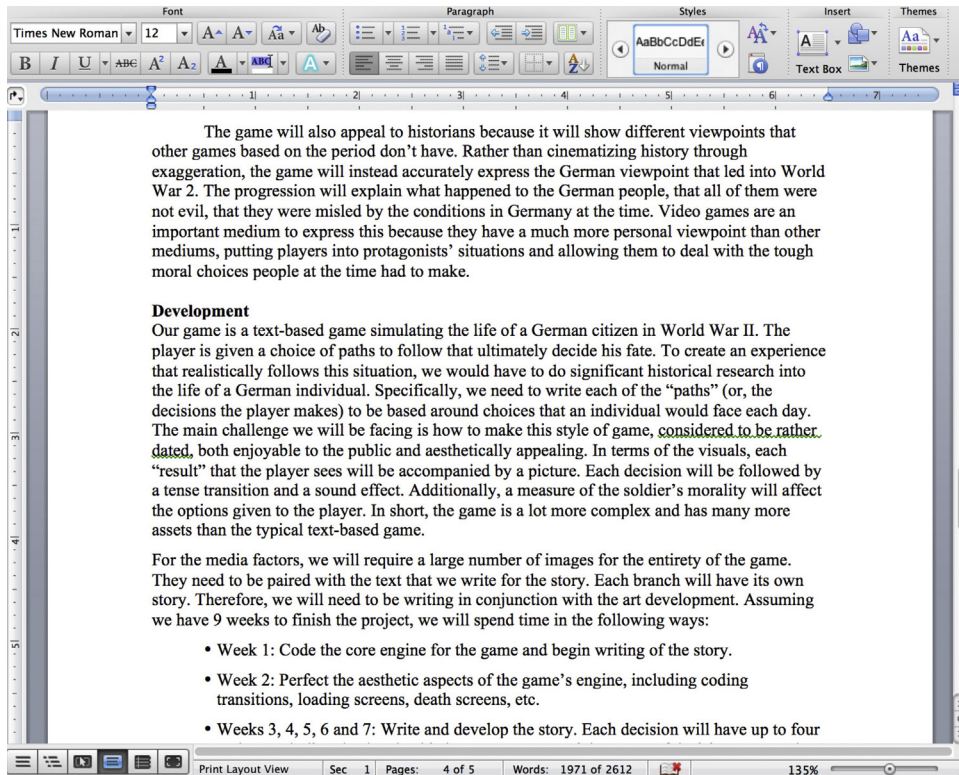 Font Paragraph Styles Insert Themes
Times New Roman 12 A A Aa Ab
AaBbCcDdEe
Normal
A
Text Box
Aa
Themes
B I U ABC A2 A2 A ABC A
1 2 3 4 5 6 7
The game will also appeal to historians because it will show different viewpoints that
other games based on the period don’t have. Rather than cinematizing history through
exaggeration, the game will instead accurately express the German viewpoint that led into World
War 2. The progression will explain what happened to the German people, that all of them were
not evil, that they were misled by the conditions in Germany at the time. Video games are an
important medium to express this because they have a much more personal viewpoint than other
mediums, putting players into protagonists’ situations and allowing them to deal with the tough
moral choices people at the time had to make.
Development
Our game is a text-based game simulating the life of a German citizen in World War II. The
player is given a choice of paths to follow that ultimately decide his fate. To create an experience
that realistically follows this situation, we would have to do significant historical research into
the life of a German individual. Specifically, we need to write each of the “paths” (or, the
decisions the player makes) to be based around choices that an individual would face each day.
The main challenge we will be facing is how to make this style of game, considered to be rather
dated, both enjoyable to the public and aesthetically appealing. In terms of the visuals, each
“result” that the player sees will be accompanied by a picture. Each decision will be followed by
a tense transition and a sound effect. Additionally, a measure of the soldier’s morality will affect
the options given to the player. In short, the game is a lot more complex and has many more
assets than the typical text-based game.
For the media factors, we will require a large number of images for the entirety of the game.
They need to be paired with the text that we write for the story. Each branch will have its own
story. Therefore, we will need to be writing in conjunction with the art development. Assuming
we have 9 weeks to finish the project, we will spend time in the following ways:
• Week 1: Code the core engine for the game and begin writing of the story.
• Week 2: Perfect the aesthetic aspects of the game’s engine, including coding
transitions, loading screens, death screens, etc.
• Weeks 3, 4, 5, 6 and 7: Write and develop the story. Each decision will have up to four
Print Layout View Sec 1 Pages: 4 of 5 Words: 1971 of 2612 135%